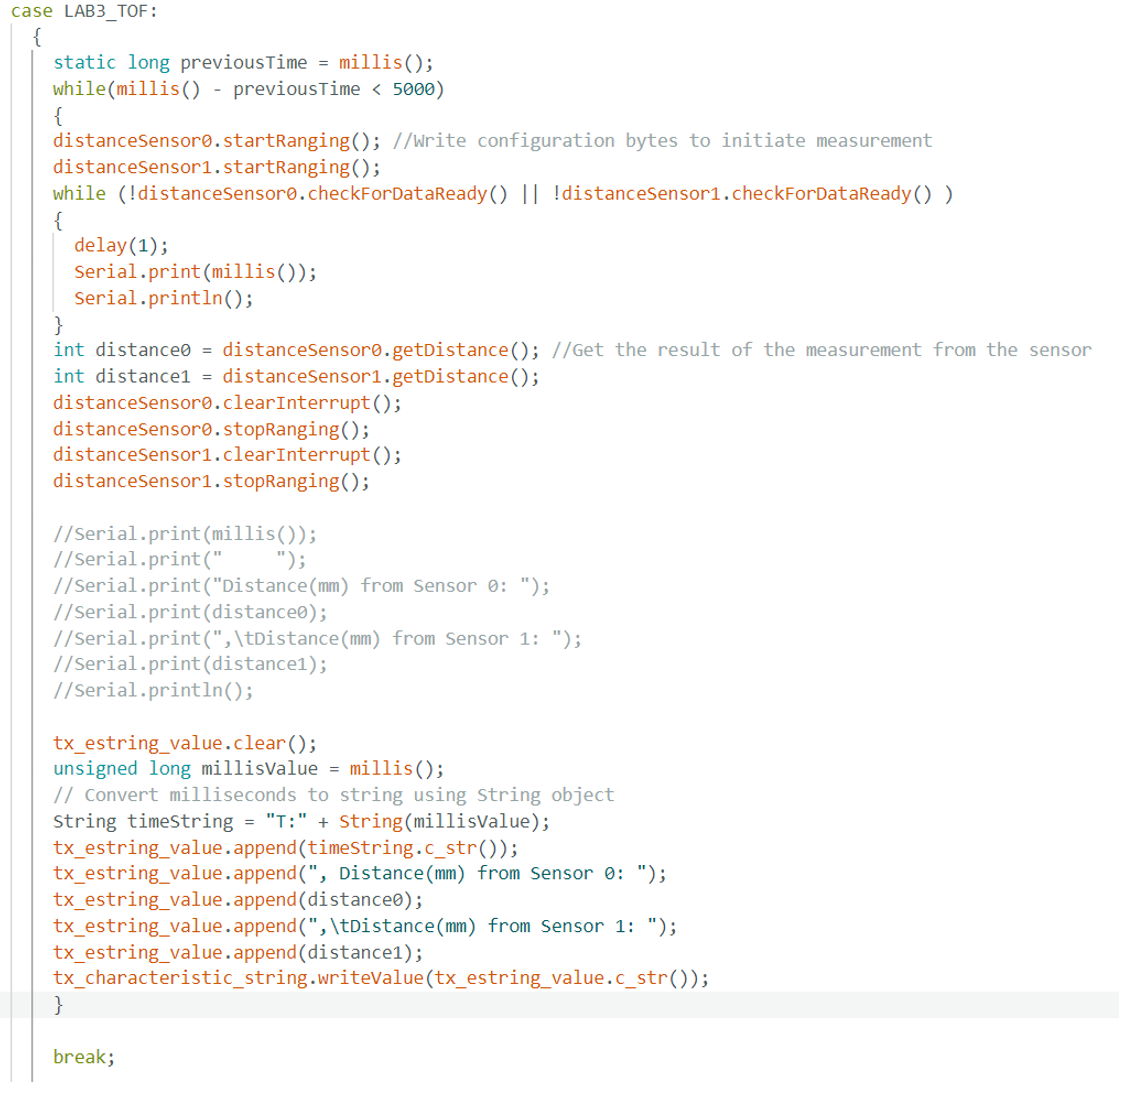 case LAB3_TOF:
{
static long previousTime = millis();
while(millis() - previousTime < 5000)
{
distanceSensor0.startRanging(); //Write configuration bytes to initiate measurement
distanceSensor1.startRanging();
while (!distanceSensor0.checkForDataReady() || !distanceSensor1.checkForDataReady() )
{
delay(1);
Serial.print(millis());
Serial.println();
}
int distance0 = distanceSensor0.getDistance(); //Get the result of the measurement from the sensor
int distance1 = distanceSensor1.getDistance();
distanceSensor0.clearInterrupt();
distanceSensor0.stopRanging();
distanceSensor1.clearInterrupt();
distanceSensor1.stopRanging();

//Serial.print(millis());
//Serial.print("     ");
//Serial.print("Distance(mm) from Sensor 0: ");
//Serial.print(distance0);
//Serial.print(",\tDistance(mm) from Sensor 1: ");
//Serial.print(distance1);
//Serial.println();

tx_estring_value.clear();
unsigned long millisValue = millis();
// Convert milliseconds to string using String object
String timeString = "T:" + String(millisValue);
tx_estring_value.append(timeString.c_str());
tx_estring_value.append(", Distance(mm) from Sensor 0: ");
tx_estring_value.append(distance0);
tx_estring_value.append(",\tDistance(mm) from Sensor 1: ");
tx_estring_value.append(distance1);
tx_characteristic_string.writeValue(tx_estring_value.c_str());
}

break;